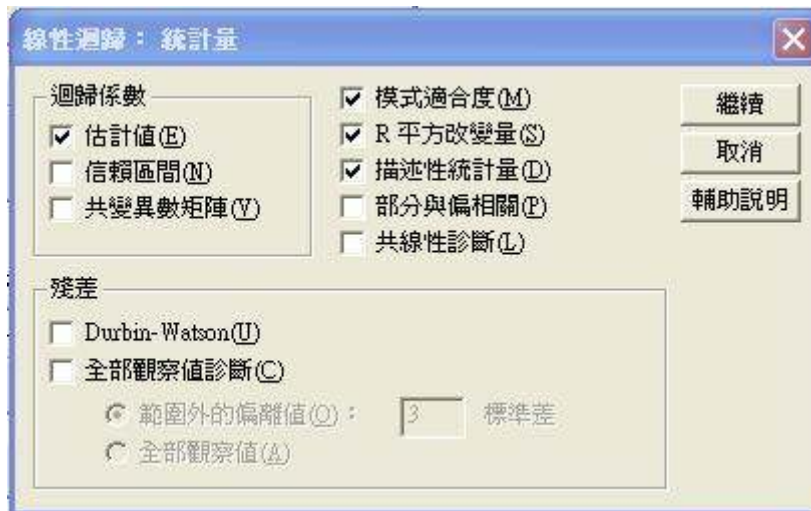 線性迴歸：統計量
迴歸係數
估計值(E)
信賴區間(N)
共變異數矩陣(V)
模式適合度(M)
R 平方改變量(S)
描述性統計量(D)
部分與偏相關(P)
共線性診斷(L)
繼續
取消
輔助說明
殘差
Durbin-Watson(U)
全部觀察值診斷(C)
範圍外的偏離值(O)： 3 標準差
全部觀察值(A)